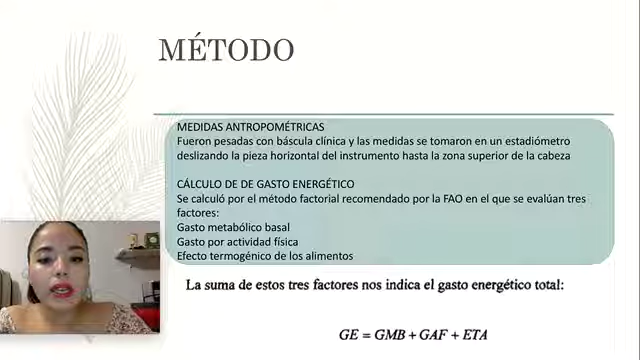 MÉTODO
MEDIDAS ANTROPOMÉTRICAS
Fueron pesadas con báscula clínica y las medidas se tomaron en un estadiómetro
deslizando la pieza horizontal del instrumento hasta la zona superior de la cabeza
CÁLCULO DE DE GASTO ENERGÉTICO
Se calculó por el método factorial recomendado por la FAO en el que se evalúan tres
factores:
Gasto metabólico basal
Gasto por actividad física
Efecto termogénico de los alimentos
La suma de estos tres factores nos indica el gasto energético total:
GE = GMB + GAF + ETA